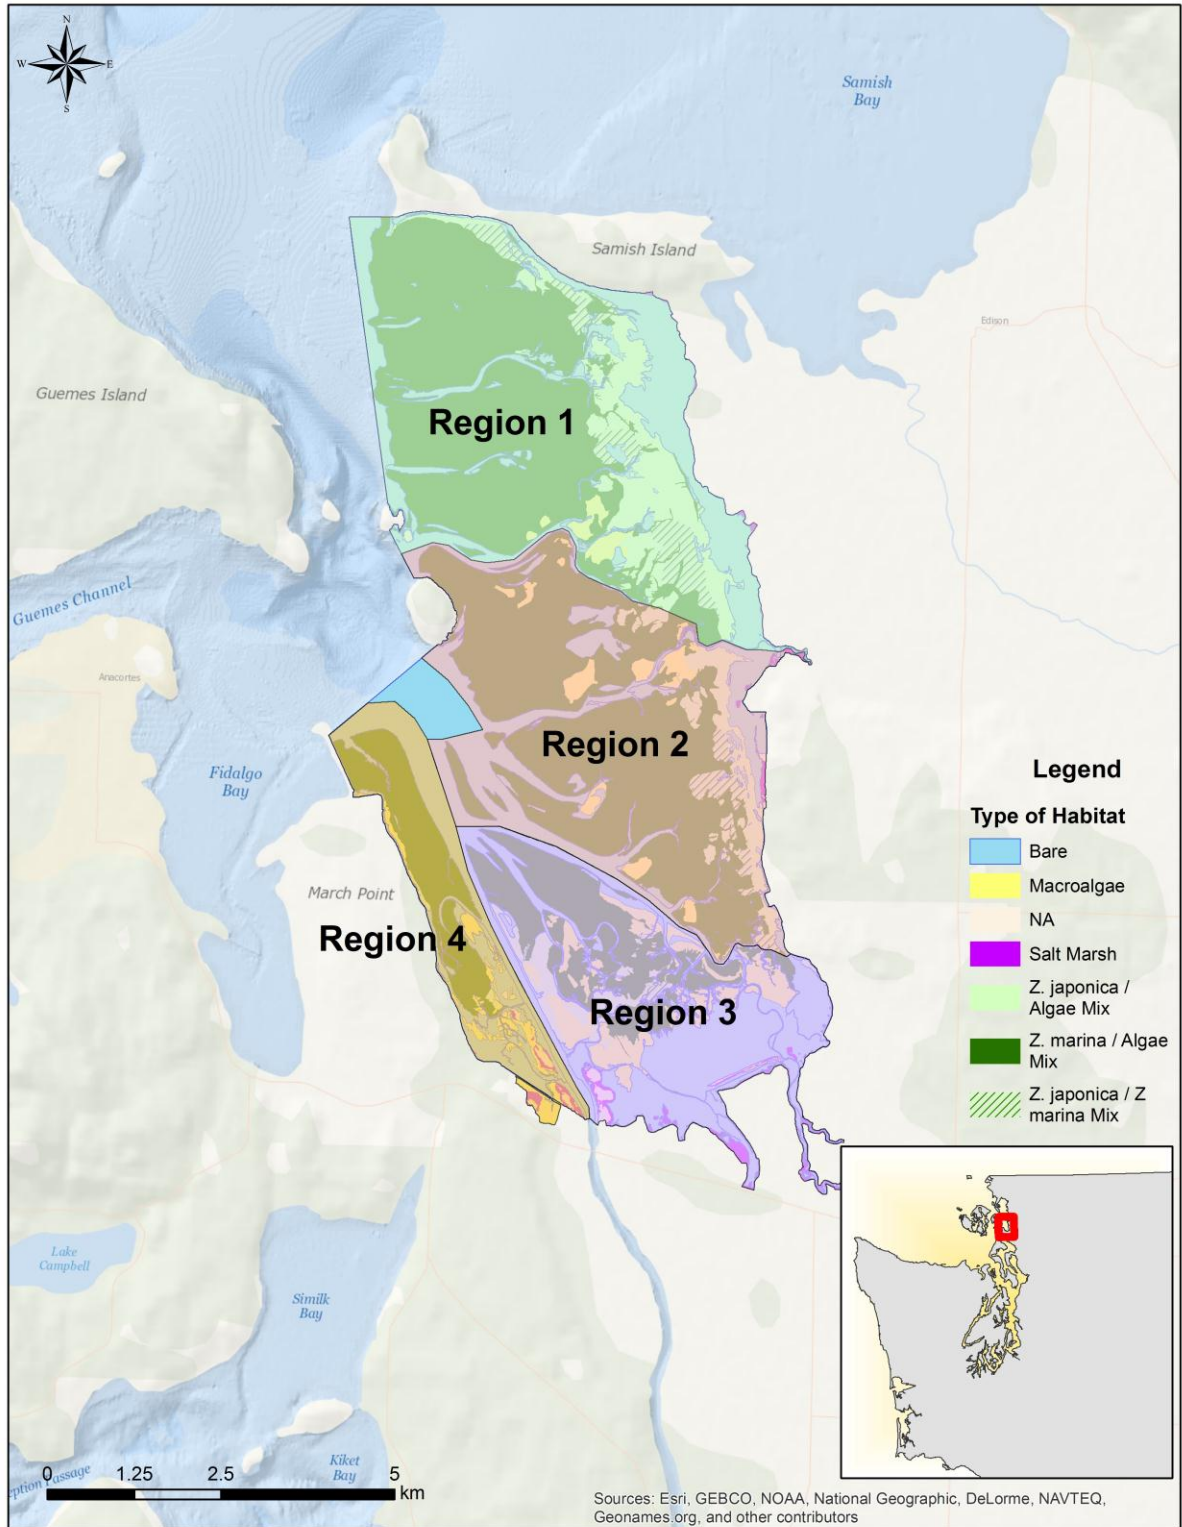 N
W E
S
Samish
Bay
Samish Island
Edison
Guemes Island
Region 1
Guemes Channel
Anacortes
Region 2
Fidalgo
Bay
Legend
Type of Habitat
Bare
March Point
Macroalgae
NA
Region 4
Salt Marsh
Z. japonica /
Algae Mix
Region 3
Z. marina / Algae
Mix
Z. japonica / Z
marina Mix
Lake
Campbell
Similk
Bay
Kiket
Bay
ption Passage
0 1.25 2.5 5
km
Sources: Esri, GEBCO, NOAA, National Geographic, DeLorme, NAVTEQ,
Geonames.org, and other contributors